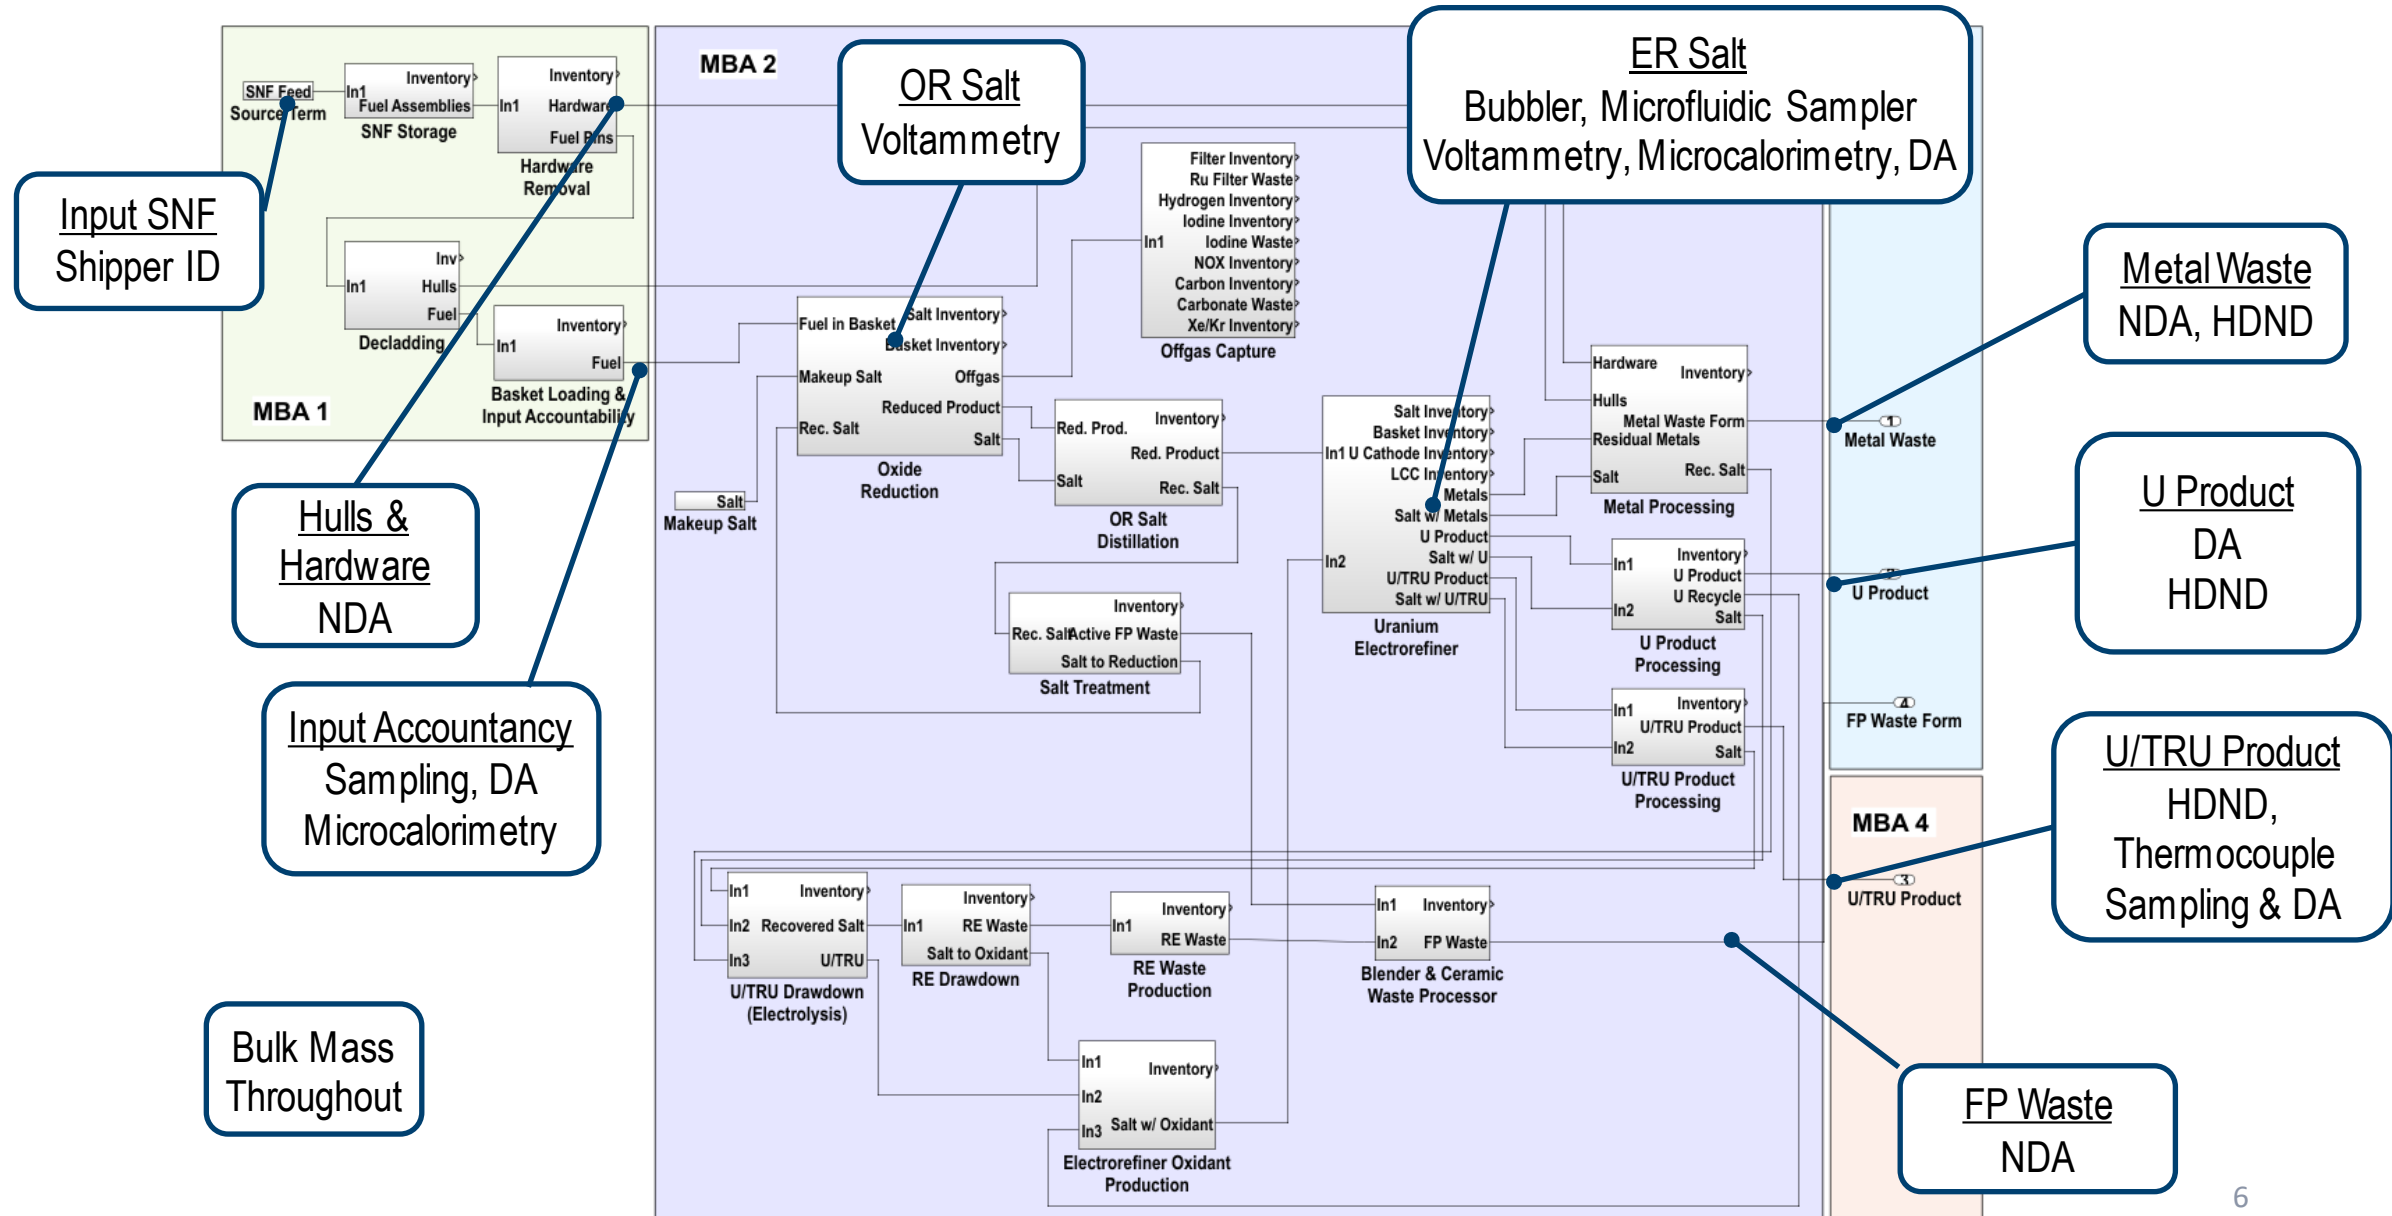 MBA 1
SNF Feed
Source Term
In1
Inventory
Fuel Assemblies
SNF Storage
In1
Inventory
Hardware
Fuel Pins
Hardware
Removal
In1
Inv
Hulls
Fuel
Decladding
In1
Inventory
Fuel
Basket Loading &
Input Accountability
Input SNF
Shipper ID
Hulls &
Hardware
NDA
Input Accountancy
Sampling, DA
Microcalorimetry
Bulk Mass
Throughout
MBA 2
OR Salt
Voltammetry
ER Salt
Bubbler, Microfluidic Sampler
Voltammetry, Microcalorimetry, DA
In1
Filter Inventory
Ru Filter Waste
Hydrogen Inventory
Iodine Inventory
Iodine Waste
NOX Inventory
Carbon Inventory
Carbonate Waste
Xe/Kr Inventory
Offgas Capture
Fuel in Basket
Makeup Salt
Rec. Salt
Salt Inventory
Basket Inventory
Offgas
Reduced Product
Salt
Oxide
Reduction
Salt
Makeup Salt
Red. Prod.
Salt
Inventory
Red. Product
Rec. Salt
OR Salt
Distillation
Rec. Salt
Inventory
Active FP Waste
Salt to Reduction
Salt Treatment
In1
In2
Salt Inventory
Basket Inventory
U Cathode Inventory
LCC Inventory
Metals
Salt w/ Metals
U Product
Salt w/ U
U/TRU Product
Salt w/ U/TRU
Uranium
Electrorefiner
Hardware
Hulls
Residual Metals
Salt
Inventory
Metal Waste Form
Rec. Salt
Metal Processing
In1
In2
Inventory
U Product
U Recycle
Salt
U Product
Processing
In1
In2
Inventory
U/TRU Product
Salt
U/TRU Product
Processing
In1
In2
In3
Inventory
Recovered Salt
U/TRU
U/TRU Drawdown
(Electrolysis)
In1
Inventory
RE Waste
Salt to Oxidant
RE Drawdown
In1
Inventory
RE Waste
RE Waste
Production
In1
In2
Inventory
FP Waste
Blender & Ceramic
Waste Processor
In1
In2
In3
Inventory
Salt w/ Oxidant
Electrorefiner Oxidant
Production
1
Metal Waste
2
U Product
4
FP Waste Form
MBA 4
3
U/TRU Product
Metal Waste
NDA, HDND
U Product
DA
HDND
U/TRU Product
HDND,
Thermocouple
Sampling & DA
FP Waste
NDA
6